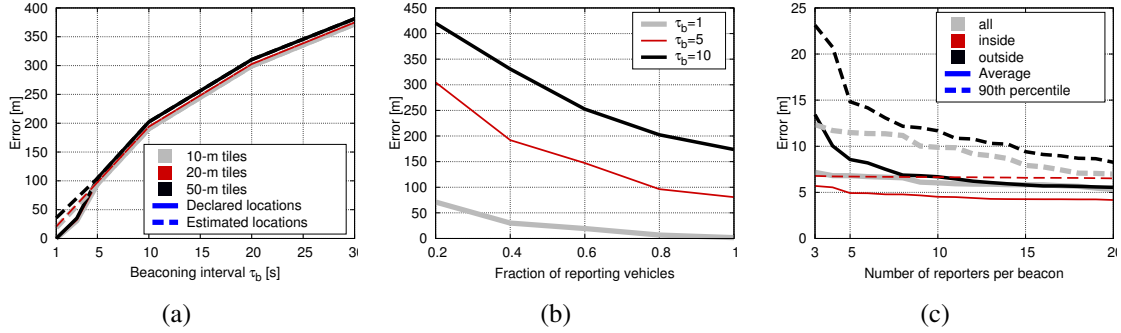 400
350
300
250
200
150
100
50
0
Error [m]
10-m tiles
20-m tiles
50-m tiles
Declared locations
Estimated locations
1 5 10 15 20 25 30
Beaconing interval τb [s]
(a)
450
400
350
300
250
200
150
100
50
0
Error [m]
τb=1
τb=5
τb=10
0.2 0.4 0.6 0.8 1
Fraction of reporting vehicles
(b)
25
20
15
10
5
0
Error [m]
all
inside
outside
Average
90th percentile
3 5 10 15 20
Number of reporters per beacon
(c)